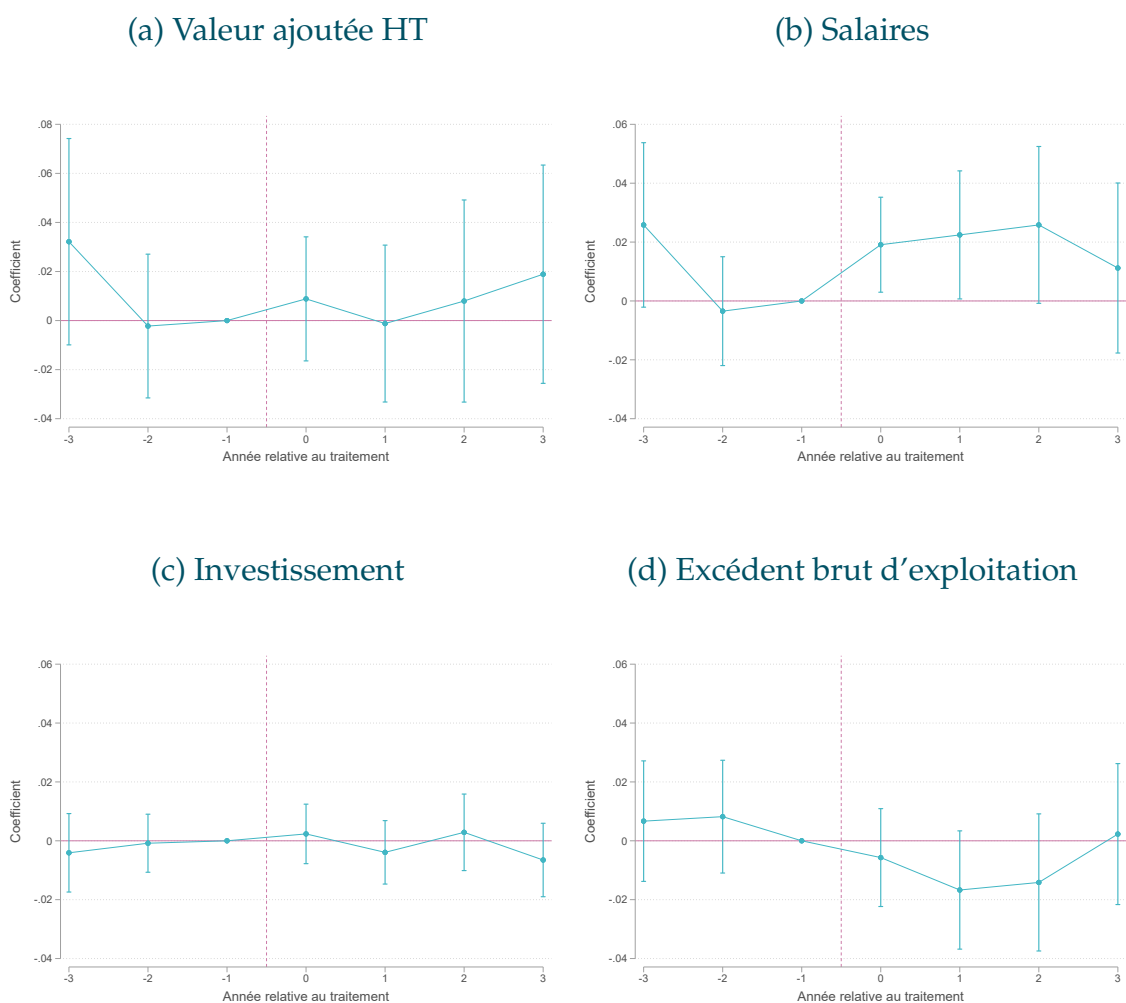 (a) Valeur ajoutée HT
.08
.06
.04
.02
0
-.02
-.04
Coefficient
-3 -2 -1 0 1 2 3
Année relative au traitement
(b) Salaires
.06
.04
.02
0
-.02
-.04
Coefficient
-3 -2 -1 0 1 2 3
Année relative au traitement
(c) Investissement
.06
.04
.02
0
-.02
-.04
Coefficient
-3 -2 -1 0 1 2 3
Année relative au traitement
(d) Excédent brut d'exploitation
.06
.04
.02
0
-.02
-.04
Coefficient
-3 -2 -1 0 1 2 3
Année relative au traitement